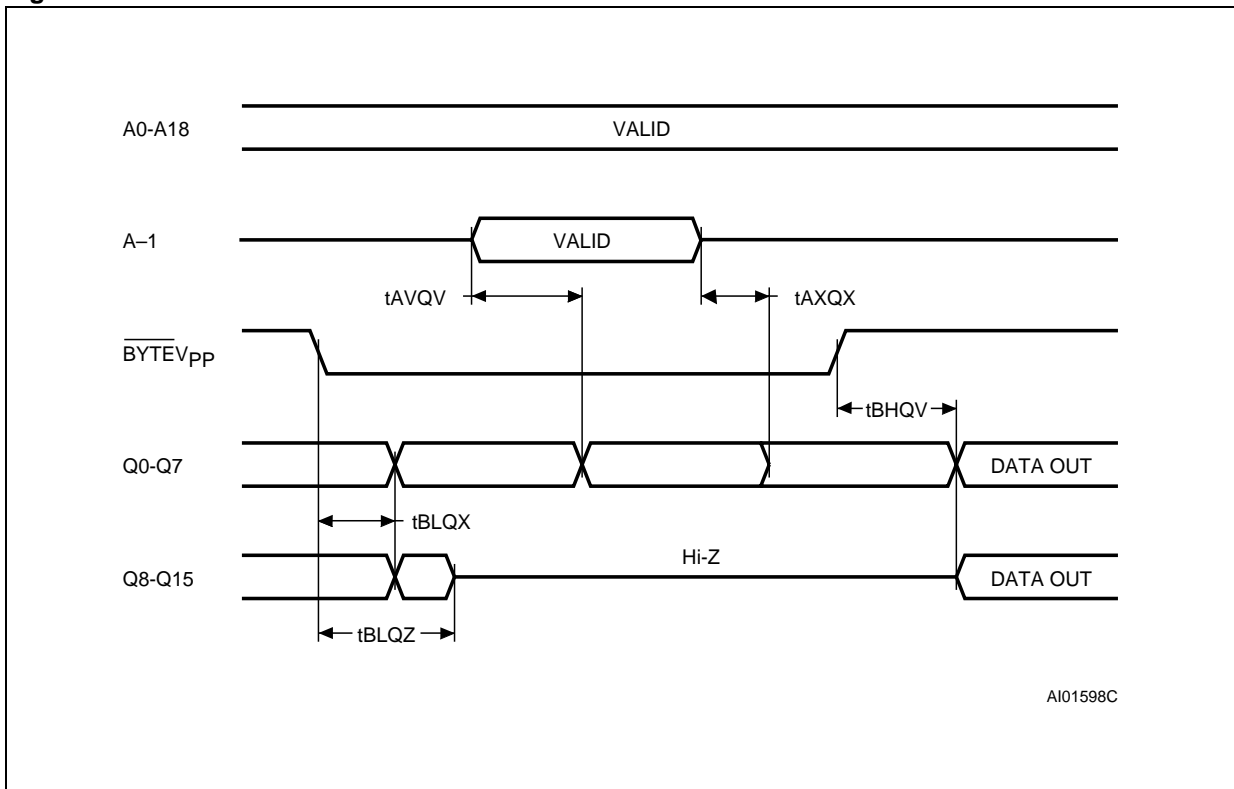 A0-A18
VALID
A–1
VALID
tAVQV
tAXQX
BYTEVPP
tBHQV
Q0-Q7
DATA OUT
tBLQX
Hi-Z
Q8-Q15
DATA OUT
tBLQZ
AI01598C